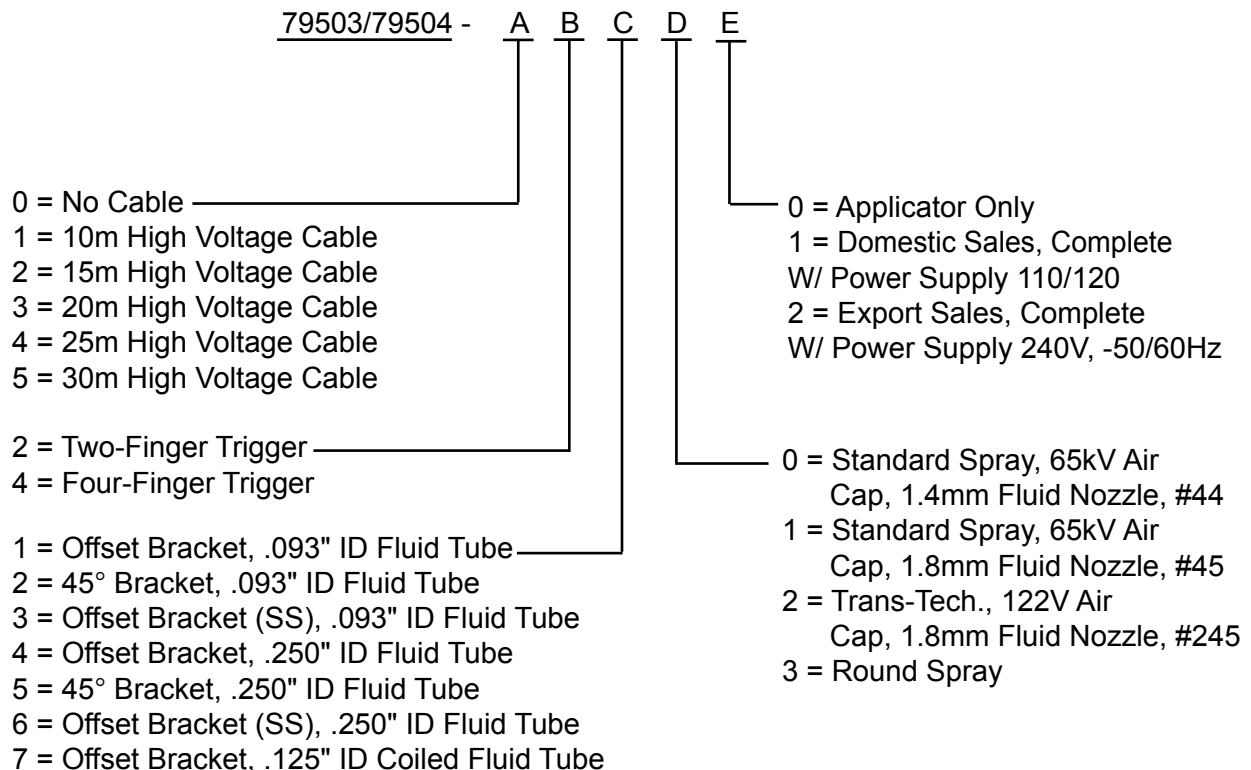 79503/79504 - A B C D E
0 = No Cable
1 = 10m High Voltage Cable
2 = 15m High Voltage Cable
3 = 20m High Voltage Cable
4 = 25m High Voltage Cable
5 = 30m High Voltage Cable
2 = Two-Finger Trigger
4 = Four-Finger Trigger
1 = Offset Bracket, .093" ID Fluid Tube
2 = 45° Bracket, .093" ID Fluid Tube
3 = Offset Bracket (SS), .093" ID Fluid Tube
4 = Offset Bracket, .250" ID Fluid Tube
5 = 45° Bracket, .250" ID Fluid Tube
6 = Offset Bracket (SS), .250" ID Fluid Tube
7 = Offset Bracket, .125" ID Coiled Fluid Tube
0 = Applicator Only
1 = Domestic Sales, Complete
W/ Power Supply 110/120
2 = Export Sales, Complete
W/ Power Supply 240V, -50/60Hz
0 = Standard Spray, 65kV Air
Cap, 1.4mm Fluid Nozzle, #44
1 = Standard Spray, 65kV Air
Cap, 1.8mm Fluid Nozzle, #45
2 = Trans-Tech., 122V Air
Cap, 1.8mm Fluid Nozzle, #245
3 = Round Spray